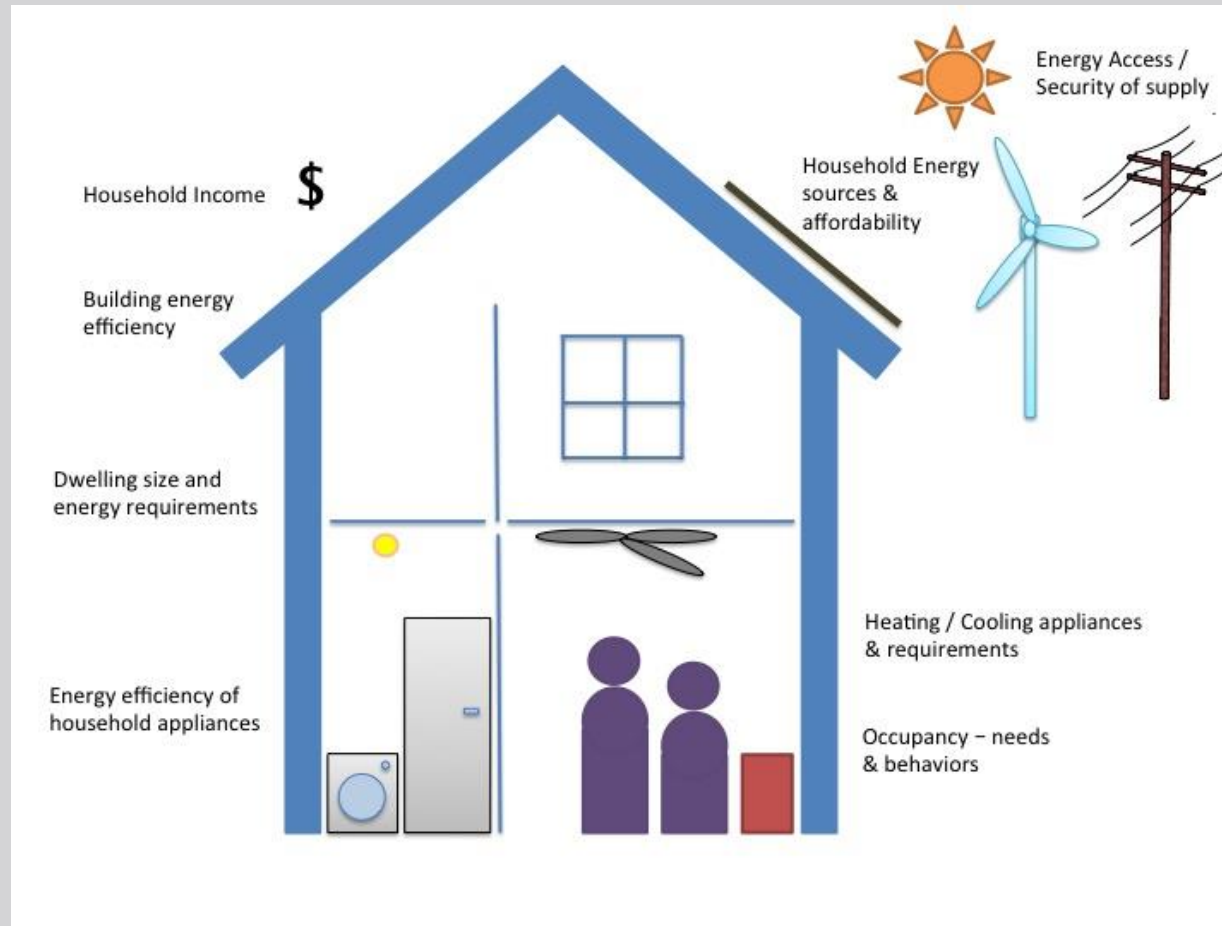 Energy Access /
Security of supply
Household Energy
sources &
affordability
Household Income $
Building energy
efficiency
Dwelling size and
energy requirements
Heating / Cooling appliances
& requirements
Energy efficiency of
household appliances
Occupancy – needs
& behaviors